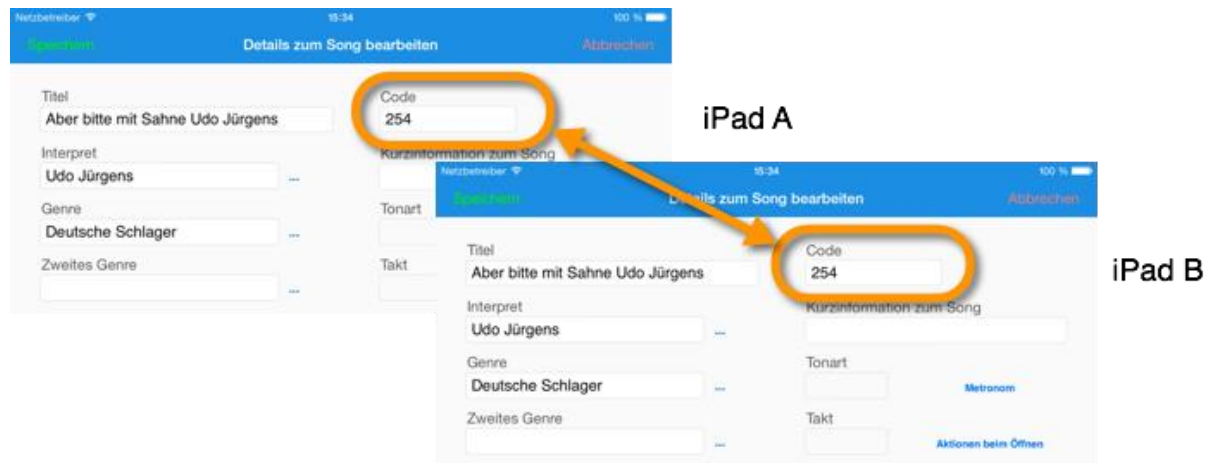 Netzbetreiber 15:34 100 %
Speichern Details zum Song bearbeiten Abbrechen
Titel Code
Aber bitte mit Sahne Udo Jürgens 254
Interpret Kurzinformation zum Song
Udo Jürgens ...
Genre Tonart
Deutsche Schlager ...
Zweites Genre Takt
...
iPad A
Netzbetreiber 15:34 100 %
Speichern Details zum Song bearbeiten Abbrechen
Titel Code
Aber bitte mit Sahne Udo Jürgens 254
Interpret Kurzinformation zum Song
Udo Jürgens ...
Genre Tonart
Deutsche Schlager ... Metronom
Zweites Genre Takt
... Aktionen beim Öffnen
iPad B